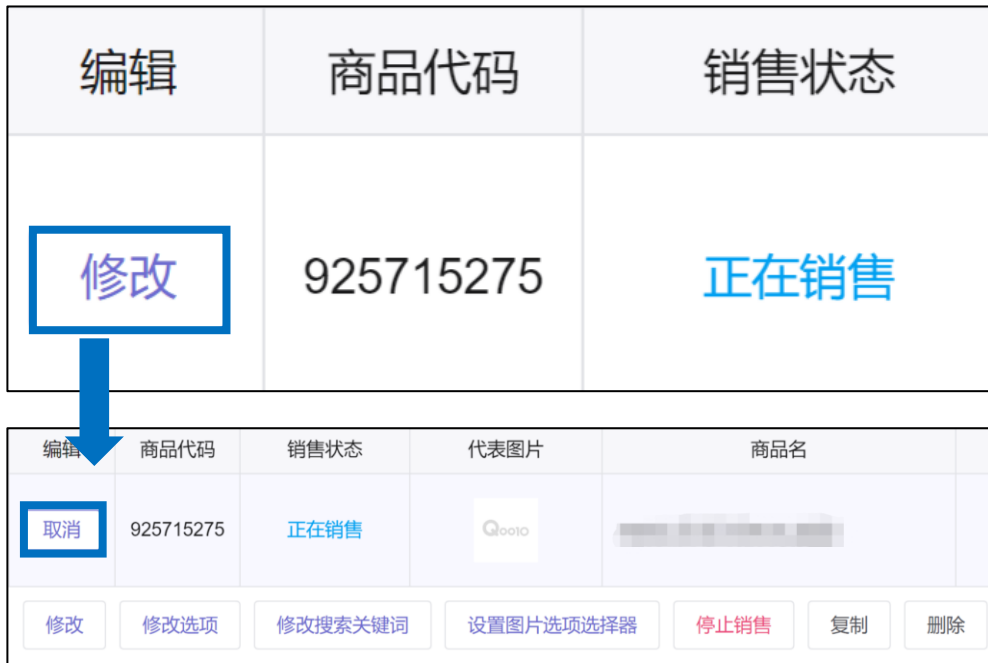 编辑 商品代码 销售状态
修改 925715275 正在销售
编辑 商品代码 销售状态 代表图片 商品名
取消 925715275 正在销售 Qoo10
修改 修改选项 修改搜索关键词 设置图片选项选择器 停止销售 复制 删除